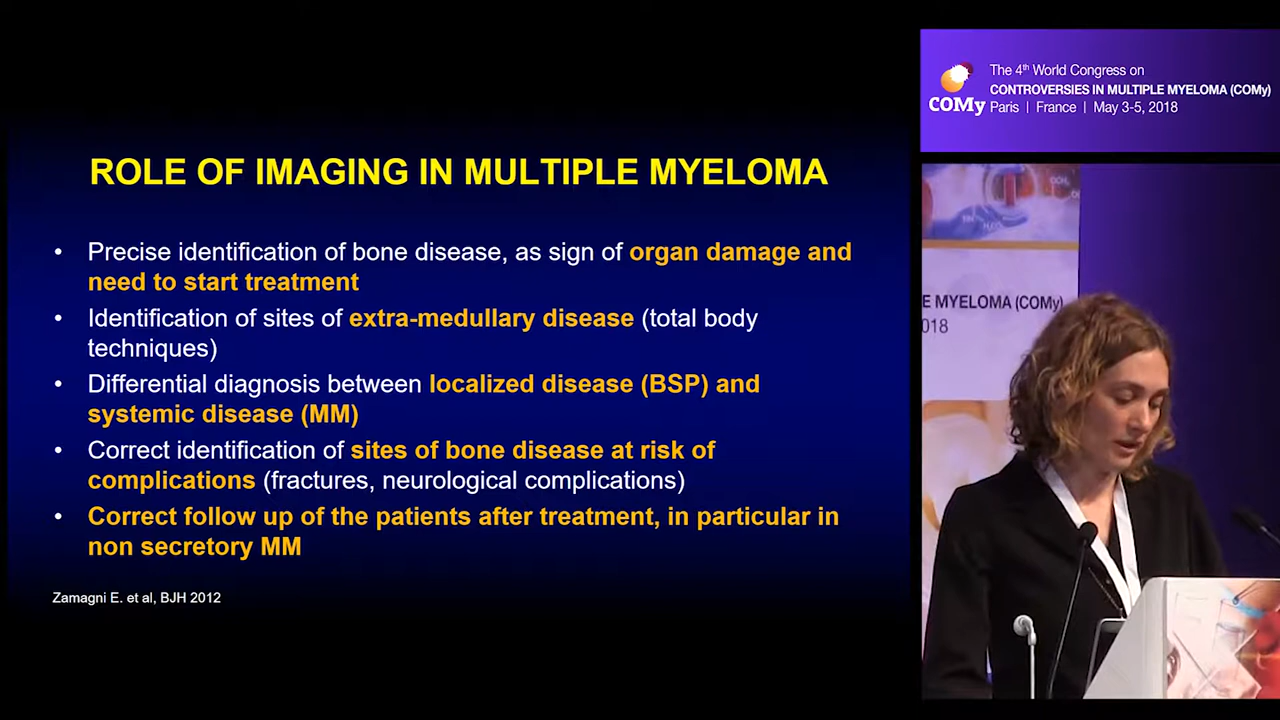 ROLE OF IMAGING IN MULTIPLE MYELOMA
• Precise identification of bone disease, as sign of organ damage and
need to start treatment
• Identification of sites of extra-medullary disease (total body
techniques)
• Differential diagnosis between localized disease (BSP) and
systemic disease (MM)
• Correct identification of sites of bone disease at risk of
complications (fractures, neurological complications)
• Correct follow up of the patients after treatment, in particular in
non secretory MM
Zamagni E. et al, BJH 2012
The 4th World Congress on
COMy
CONTROVERSIES IN MULTIPLE MYELOMA (COMy)
Paris | France | May 3-5, 2018
E MYELOMA (COMy)
018